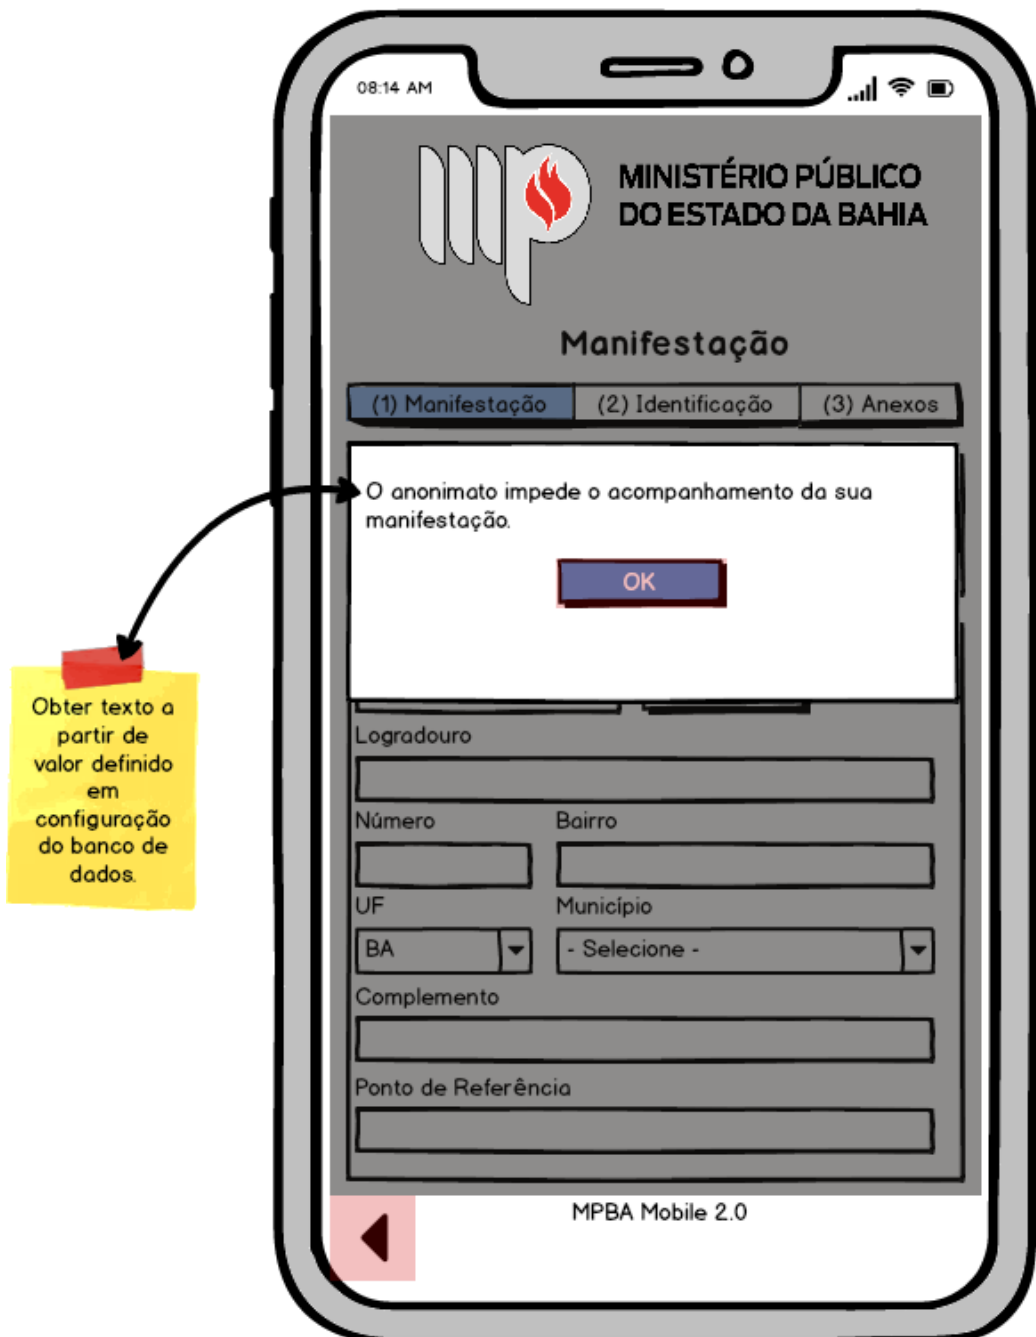 08:14 AM
mp
MINISTÉRIO PÚBLICO
DO ESTADO DA BAHIA
Manifestação
(1) Manifestação
(2) Identificação
(3) Anexos
O anonimato impede o acompanhamento da sua
manifestação.
OK
Obter texto a
partir de
valor definido
em
configuração
do banco de
dados.
Logradouro
Número
Bairro
UF
Município
BA
- Selecione -
Complemento
Ponto de Referência
MPBA Mobile 2.0